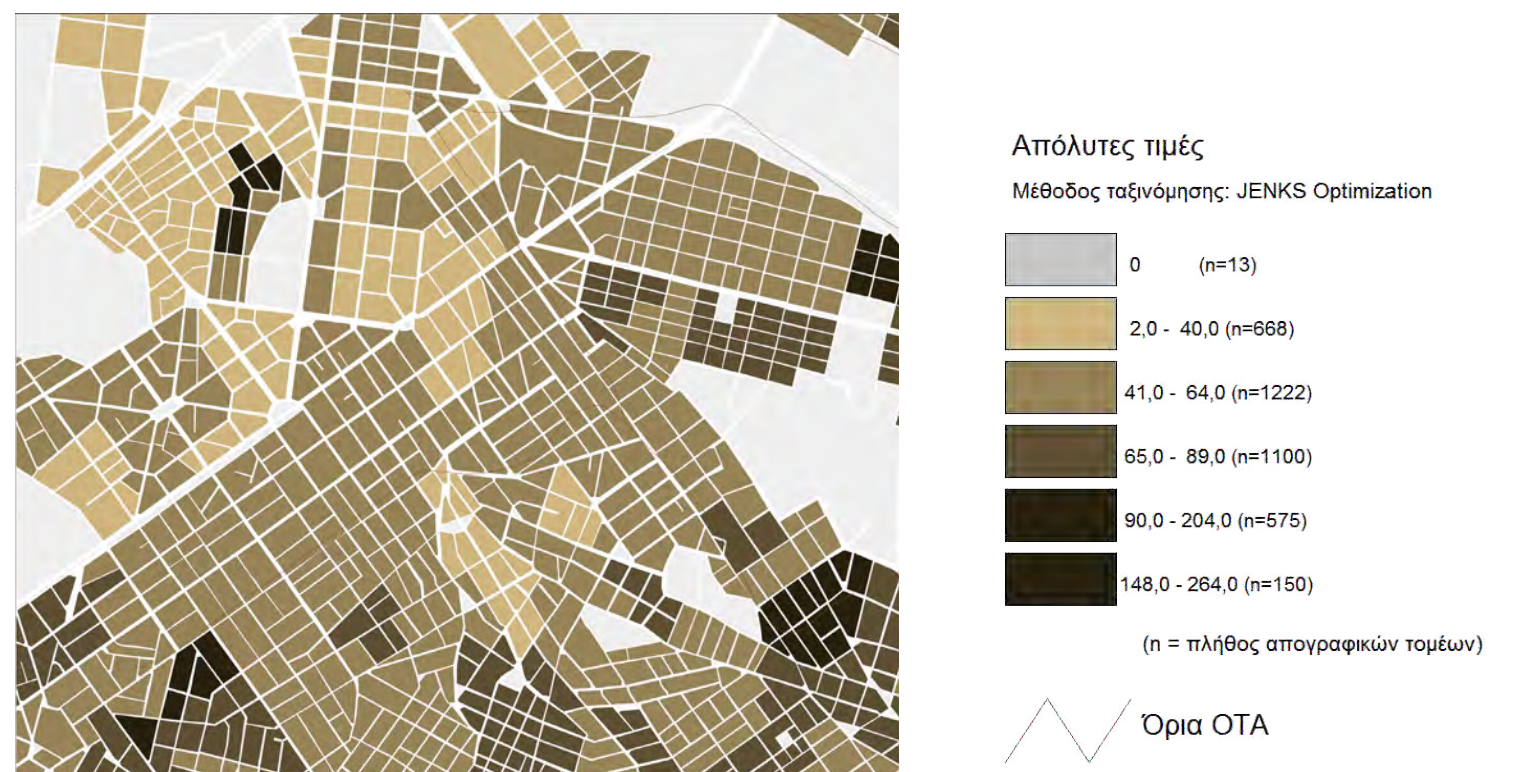 Απόλυτες τιμές
Μέθοδος ταξινόμησης: JENKS Optimization
0 (n=13)
2,0 - 40,0 (n=668)
41,0 - 64,0 (n=1222)
65,0 - 89,0 (n=1100)
90,0 - 204,0 (n=575)
148,0 - 264,0 (n=150)
(n = πλήθος απογραφικών τομέων)
Όρια ΟΤΑ